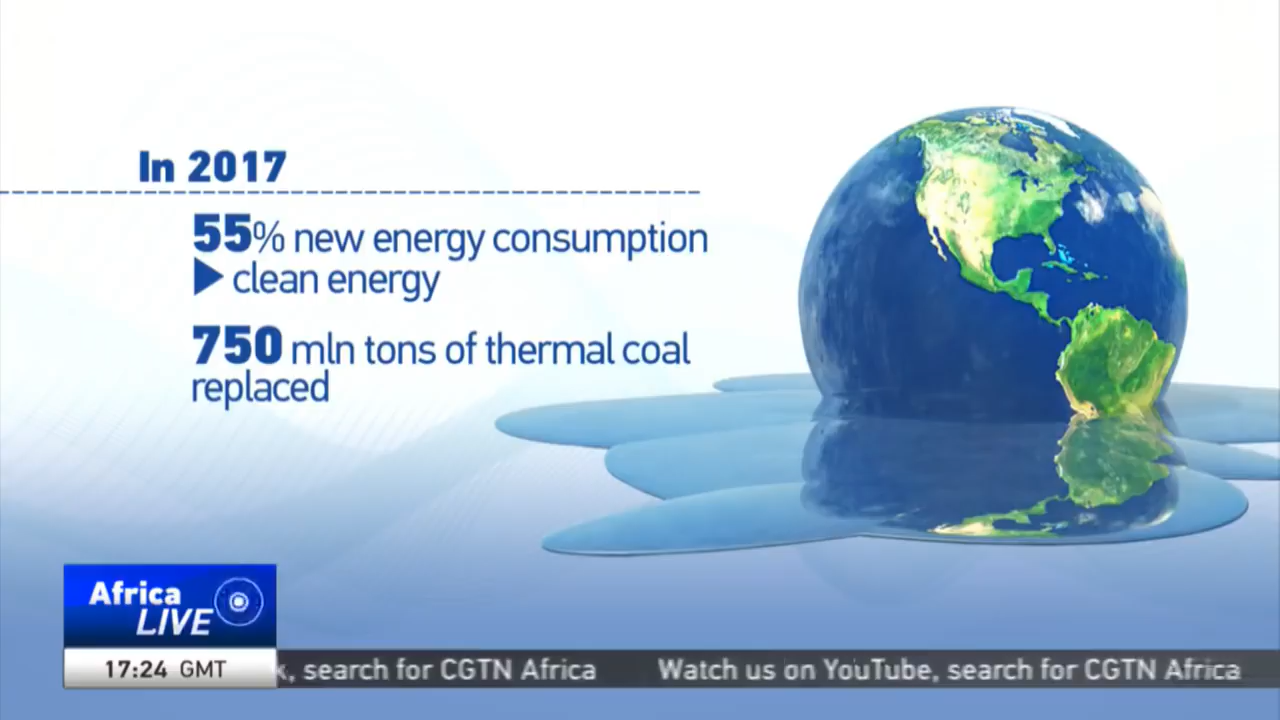 In 2017
55% new energy consumption
▶ clean energy
750 mln tons of thermal coal
replaced
Africa
LIVE
17:24 GMT
, search for CGTN Africa Watch us on YouTube, search for CGTN Africa